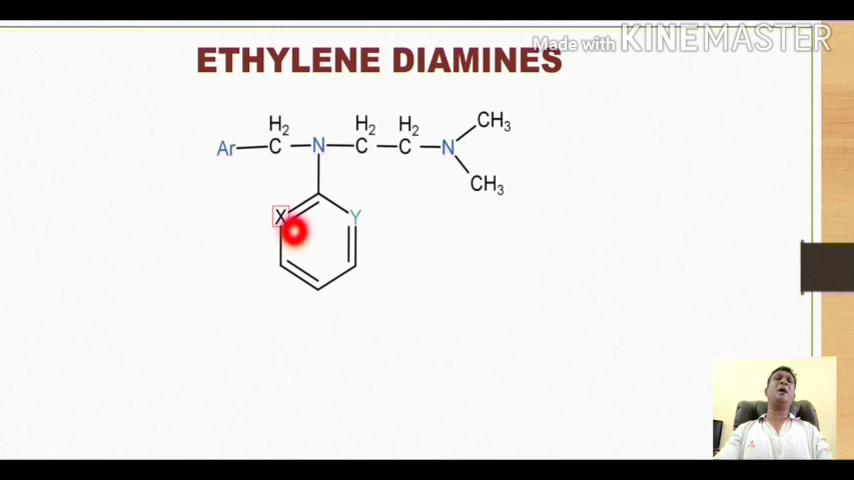 Made with KINEMASTER
ETHYLENE DIAMINES
H2 H2 H2 CH3
Ar C N C C N
CH3
X Y